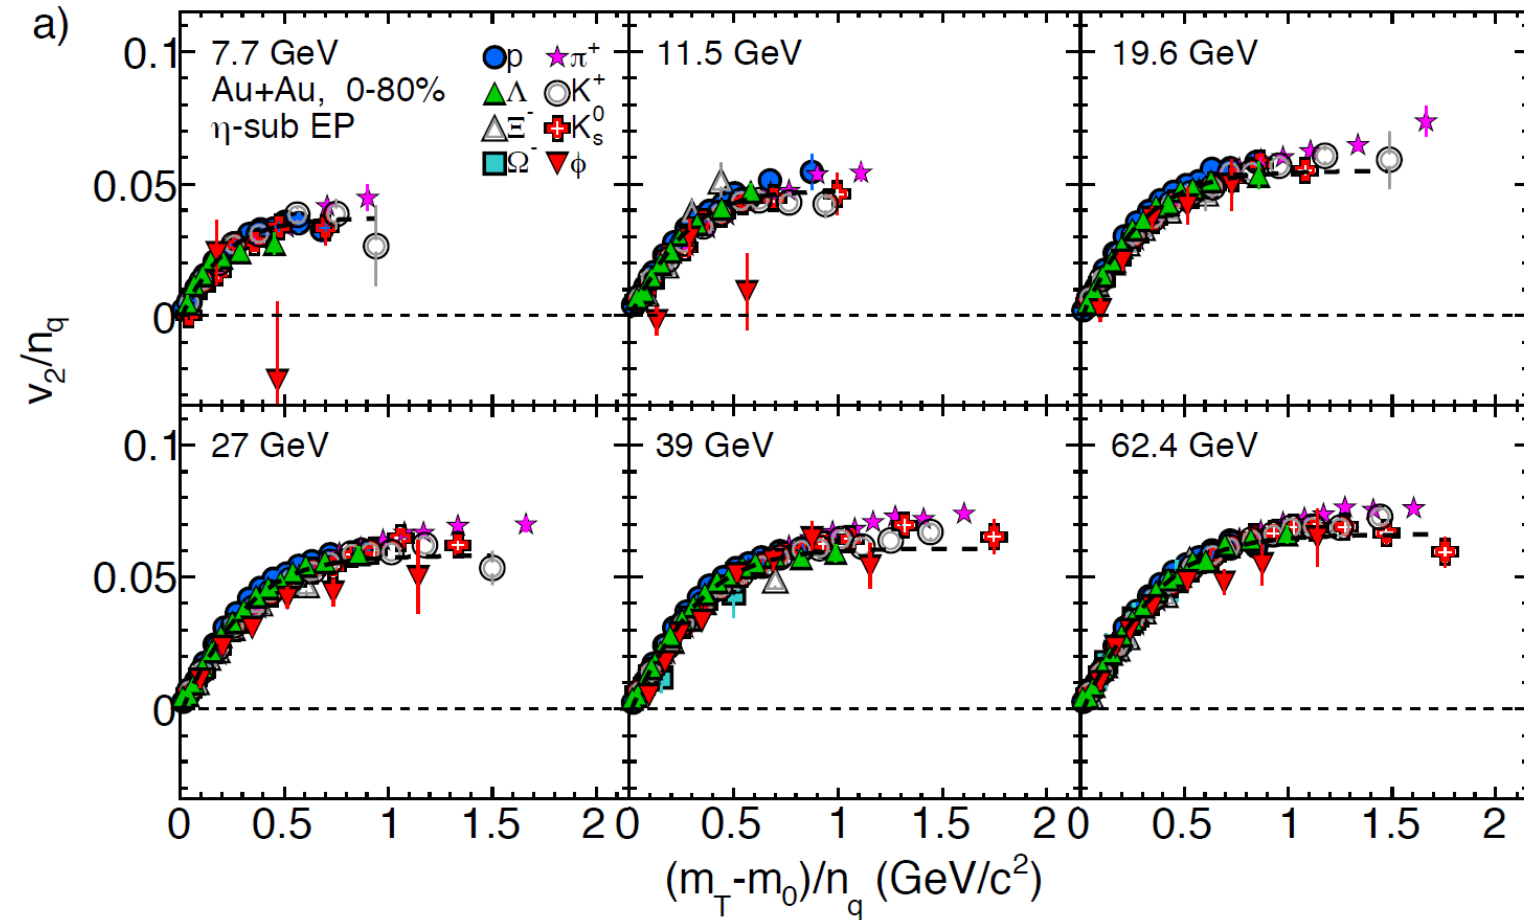 a)
0.1
7.7 GeV
Au+Au, 0-80%
η-sub EP
p π⁺
Λ K⁺
Ξ⁻ K⁰ₛ
Ω⁻ ϕ
11.5 GeV
19.6 GeV
0.05
0
v₂/n_q
0.1
27 GeV
39 GeV
62.4 GeV
0.05
0
0 0.5 1 1.5 2
0.5 1 1.5 2
0 0.5 1 1.5 2
(m_T-m₀)/n_q (GeV/c²)